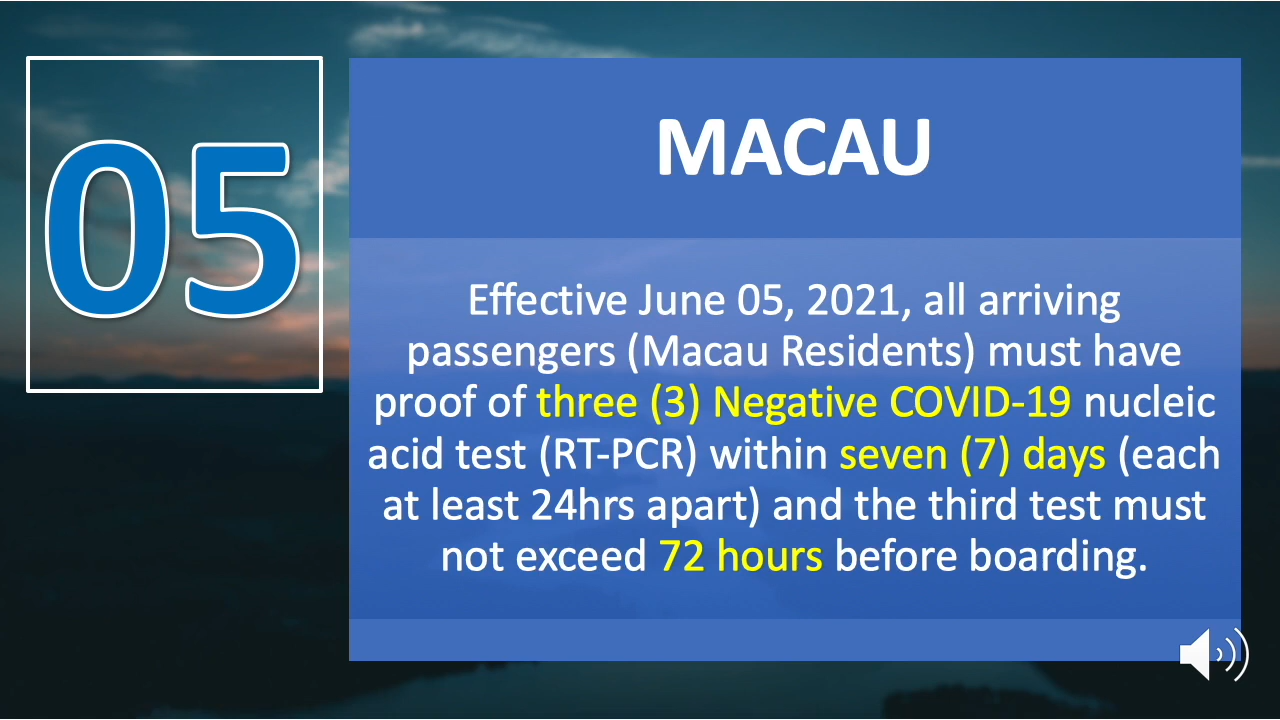 05
MACAU
Effective June 05, 2021, all arriving
passengers (Macau Residents) must have
proof of three (3) Negative COVID-19 nucleic
acid test (RT-PCR) within seven (7) days (each
at least 24hrs apart) and the third test must
not exceed 72 hours before boarding.